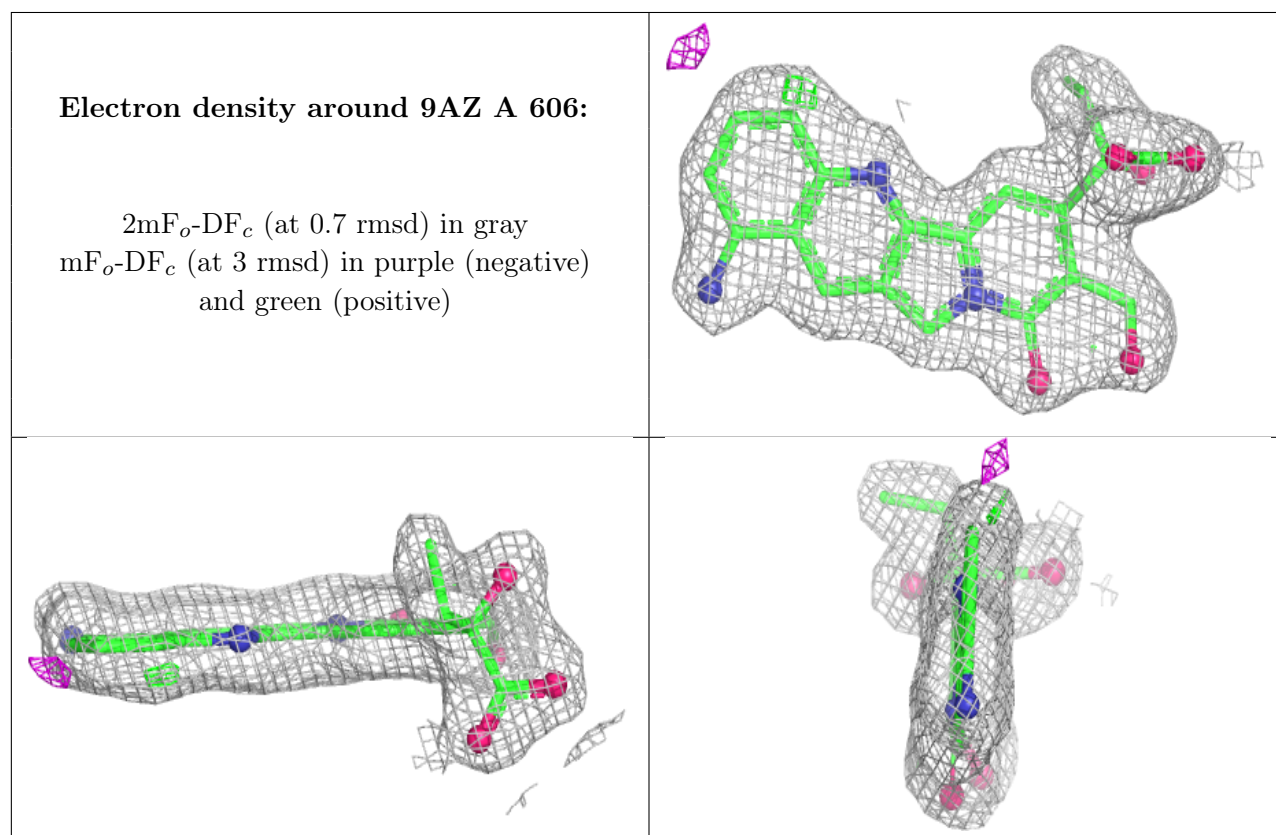 Electron density around 9AZ A 606:
2mFo-DFc (at 0.7 rmsd) in gray
mFo-DFc (at 3 rmsd) in purple (negative)
and green (positive)